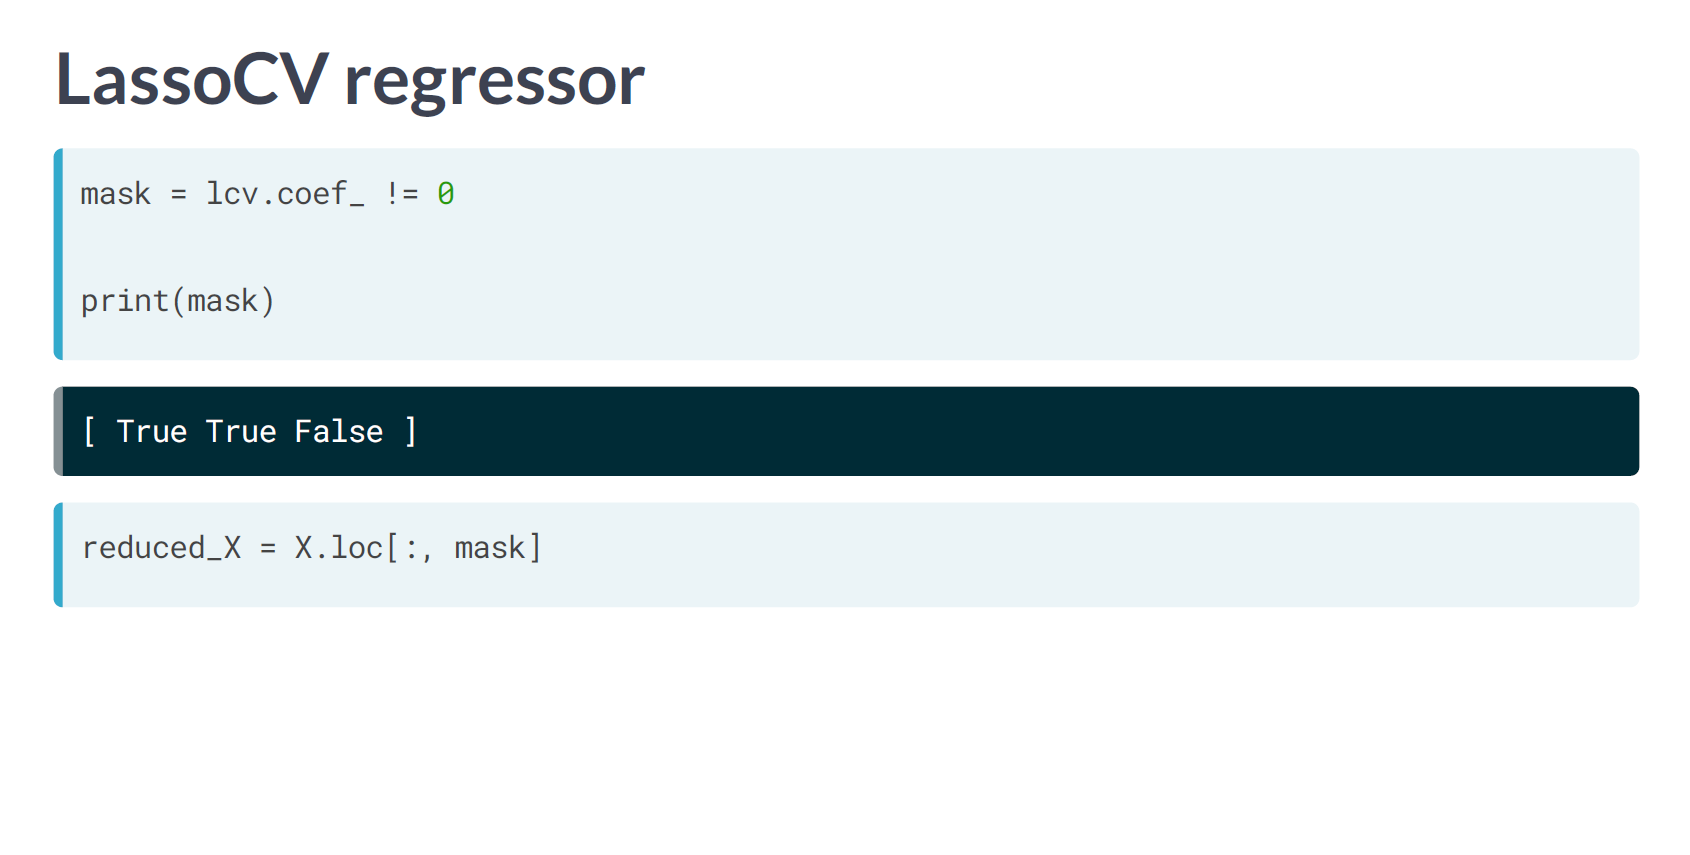 LassoCV regressor
mask = lcv.coef_ != 0
print(mask)
[ True True False ]
reduced_X = X.loc[:, mask]